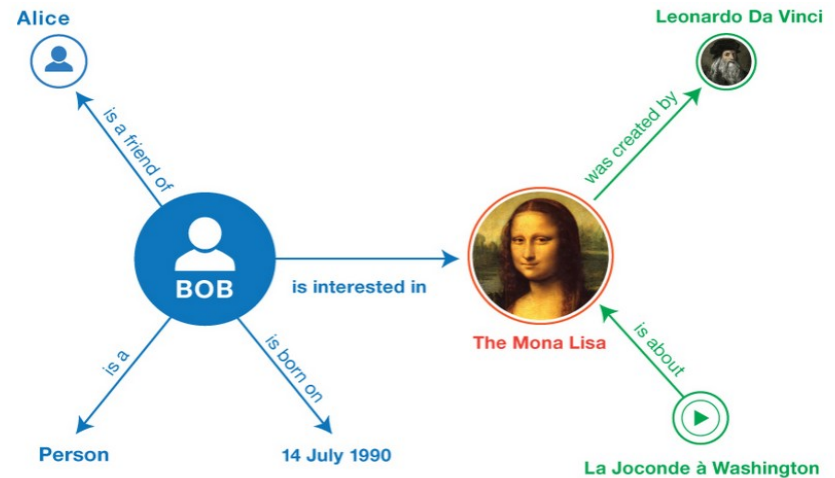 Alice
Leonardo Da Vinci
is a friend of
was created by
BOB
is interested in
The Mona Lisa
is a
is born on
is about
Person
14 July 1990
La Joconde à Washington